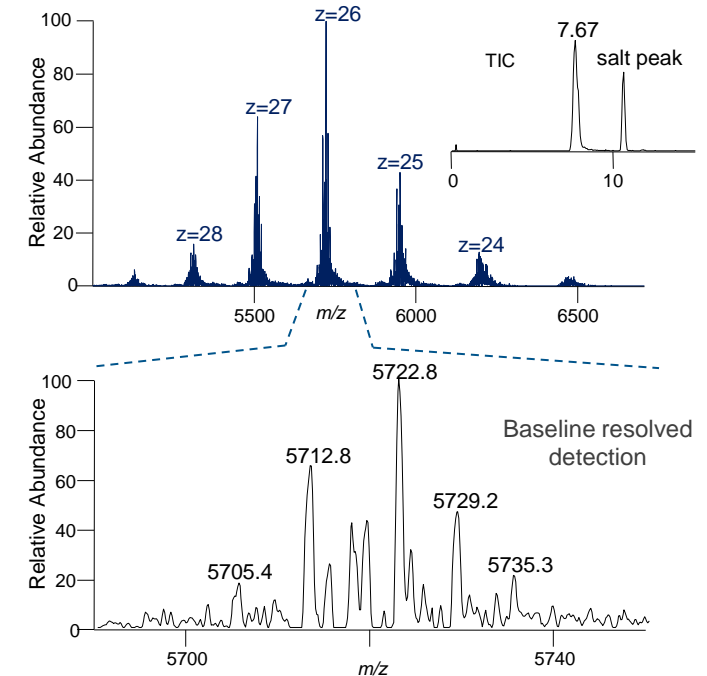 z=26
100
7.67
TIC
salt peak
80
z=27
60
0
10
z=25
40
z=28
z=24
20
0
Relative Abundance
5500
m/z
6000
6500
5722.8
100
Baseline resolved
detection
80
5712.8
60
5729.2
40
5705.4
5735.3
20
0
Relative Abundance
5700
m/z
5740